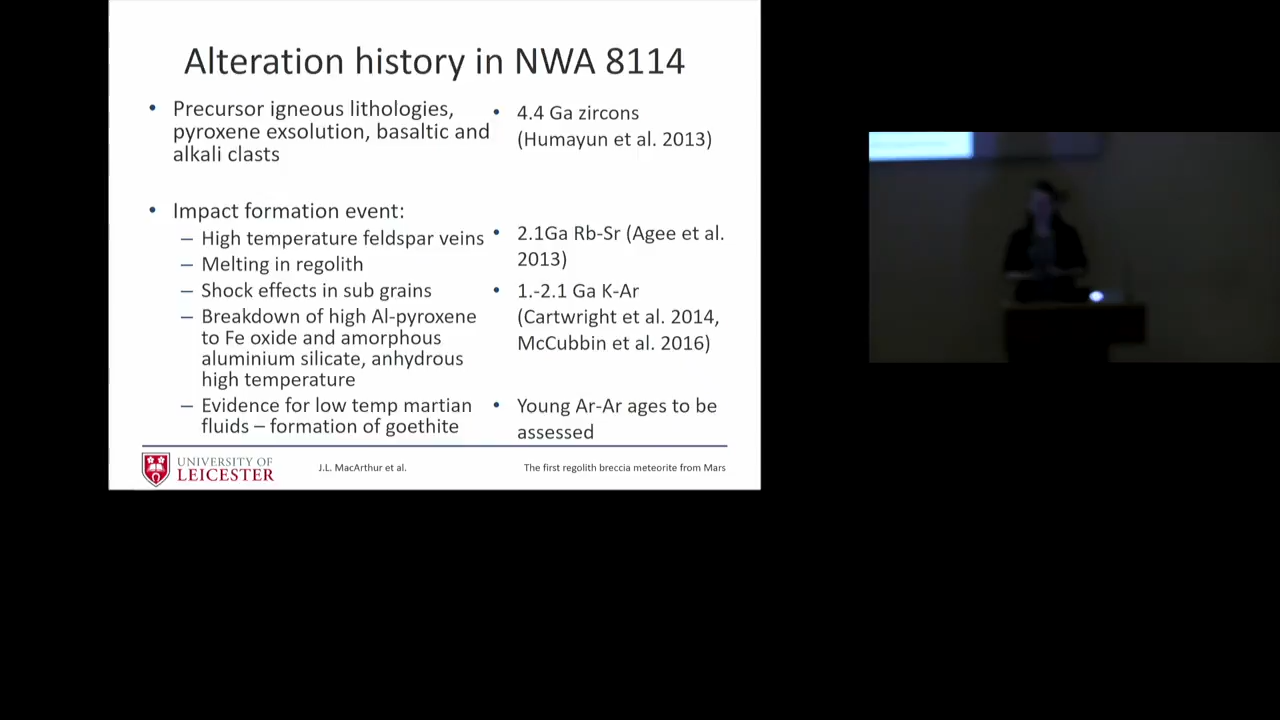 Alteration history in NWA 8114
• Precursor igneous lithologies,
pyroxene exsolution, basaltic and
alkali clasts
• Impact formation event:
– High temperature feldspar veins
– Melting in regolith
– Shock effects in sub grains
– Breakdown of high Al-pyroxene
to Fe oxide and amorphous
aluminium silicate, anhydrous
high temperature
– Evidence for low temp martian
fluids – formation of goethite
• 4.4 Ga zircons
(Humayun et al. 2013)
• 2.1Ga Rb-Sr (Agee et al.
2013)
• 1.-2.1 Ga K-Ar
(Cartwright et al. 2014,
McCubbin et al. 2016)
• Young Ar-Ar ages to be
assessed
UNIVERSITY OF
LEICESTER
J.L. MacArthur et al.
The first regolith breccia meteorite from Mars